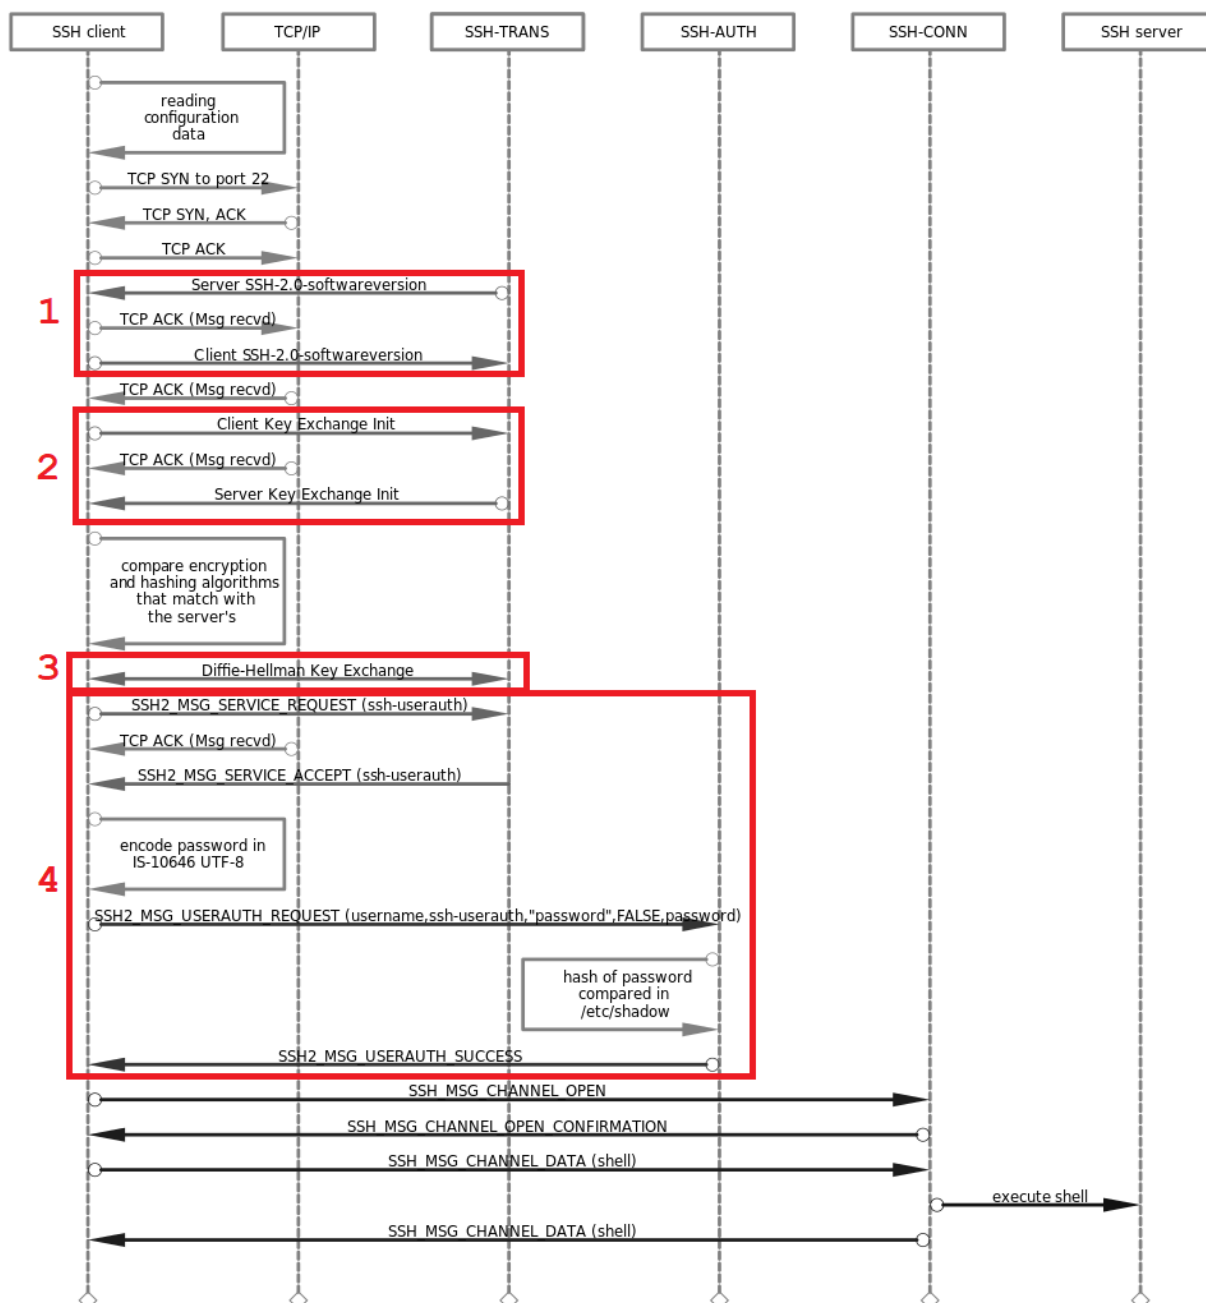 SSH client
TCP/IP
SSH-TRANS
SSH-AUTH
SSH-CONN
SSH server
reading
configuration
data
TCP SYN to port 22
TCP SYN, ACK
TCP ACK
1
Server SSH-2.0-softwareversion
TCP ACK (Msg recvd)
Client SSH-2.0-softwareversion
TCP ACK (Msg recvd)
2
Client Key Exchange Init
TCP ACK (Msg recvd)
Server Key Exchange Init
compare encryption
and hashing algorithms
that match with
the server's
3
Diffie-Hellman Key Exchange
4
SSH2_MSG_SERVICE_REQUEST (ssh-userauth)
TCP ACK (Msg recvd)
SSH2_MSG_SERVICE_ACCEPT (ssh-userauth)
encode password in
IS-10646 UTF-8
SSH2_MSG_USERAUTH_REQUEST (username,ssh-userauth,"password",FALSE,password)
hash of password
compared in
/etc/shadow
SSH2_MSG_USERAUTH_SUCCESS
SSH_MSG_CHANNEL_OPEN
SSH_MSG_CHANNEL_OPEN_CONFIRMATION
SSH_MSG_CHANNEL_DATA (shell)
execute shell
SSH_MSG_CHANNEL_DATA (shell)